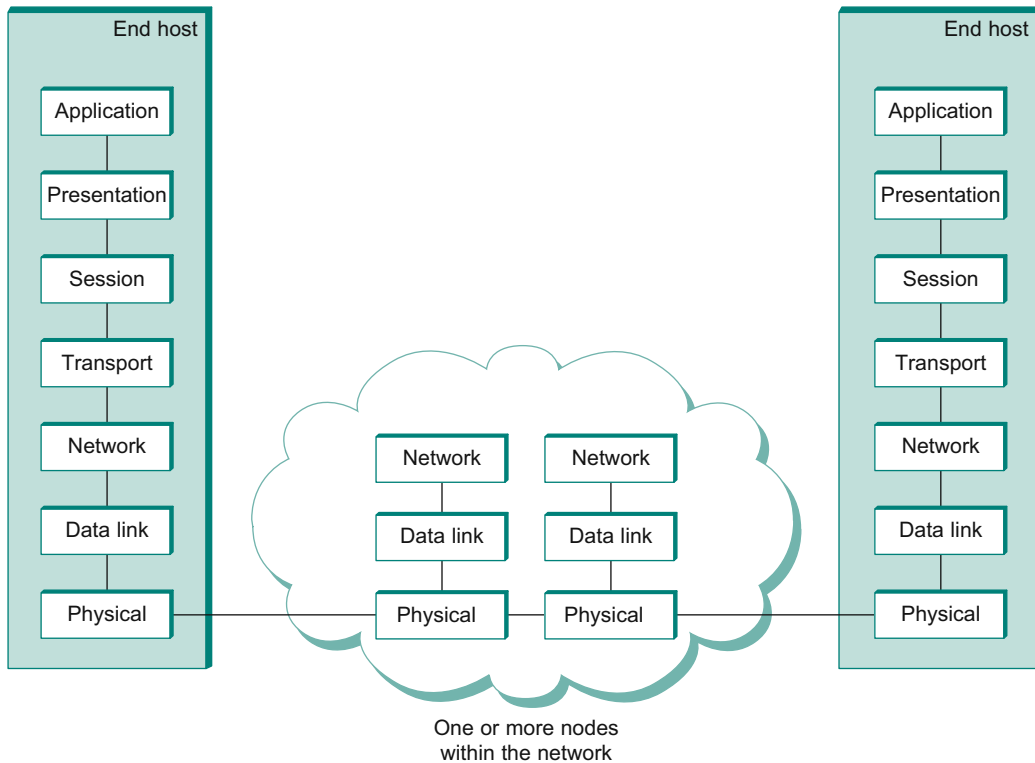 End host
Application
Presentation
Session
Transport
Network
Data link
Physical
Network
Data link
Physical
Network
Data link
Physical
One or more nodes
within the network
End host
Application
Presentation
Session
Transport
Network
Data link
Physical